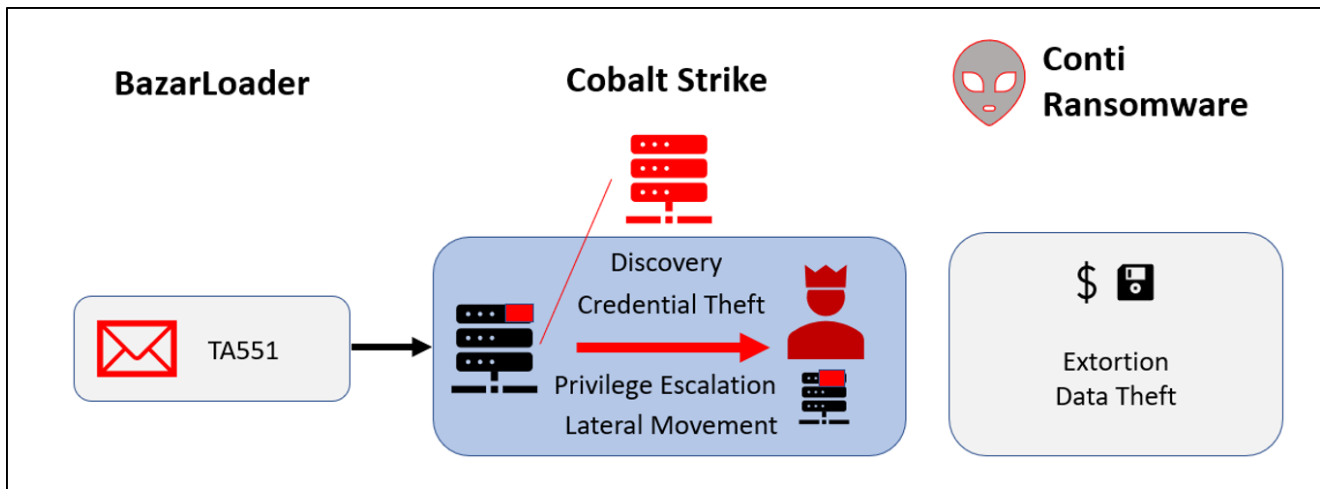 BazarLoader
Cobalt Strike
Conti
Ransomware
TA551
Discovery
Credential Theft
Privilege Escalation
Lateral Movement
$
Extortion
Data Theft